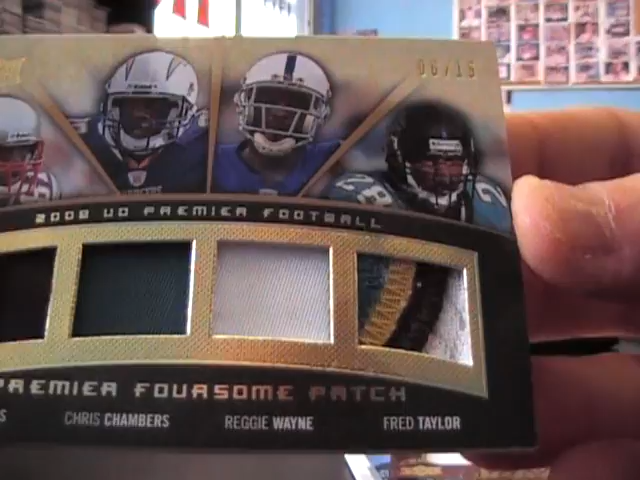 06/15
2008 UD PREMIER FOOTBALL
PREMIER FOURSOME PATCH
CHRIS CHAMBERS REGGIE WAYNE FRED TAYLOR